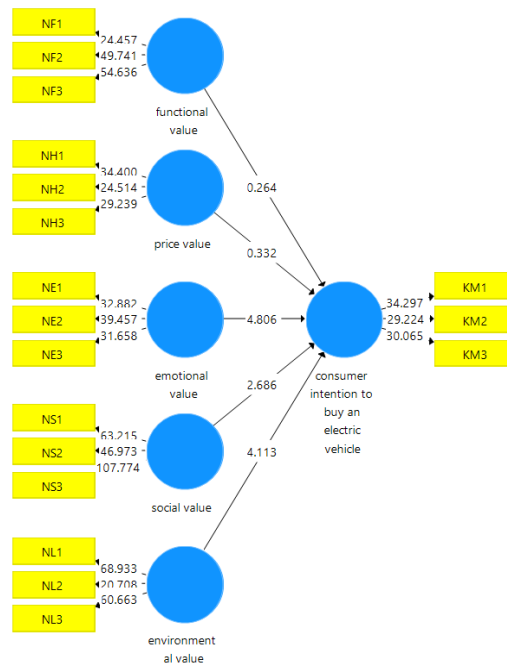 NF1
24.457
NF2
49.741
NF3
54.636
functional
value
0.264
NH1
34.400
NH2
24.514
NH3
29.239
price value
0.332
NE1
32.882
NE2
39.457
NE3
31.658
emotional
value
4.806
NS1
63.215
NS2
46.973
NS3
107.774
social value
2.686
NL1
68.933
NL2
20.708
NL3
60.663
environment
al value
4.113
consumer
intention to
buy an
electric
vehicle
KM1
34.297
KM2
29.224
KM3
30.065